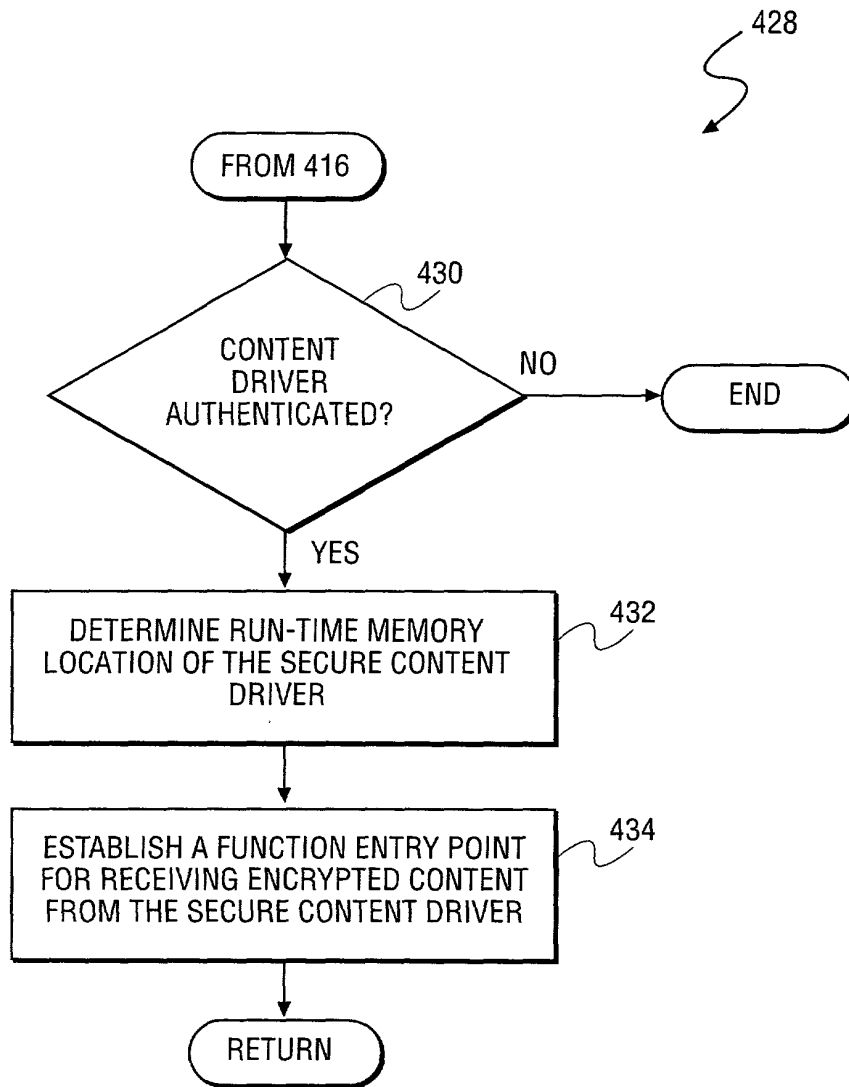 428
FROM 416
430
CONTENT
DRIVER
AUTHENTICATED?
NO
END
YES
DETERMINE RUN-TIME MEMORY
LOCATION OF THE SECURE CONTENT
DRIVER
432
ESTABLISH A FUNCTION ENTRY POINT
FOR RECEIVING ENCRYPTED CONTENT
FROM THE SECURE CONTENT DRIVER
434
RETURN